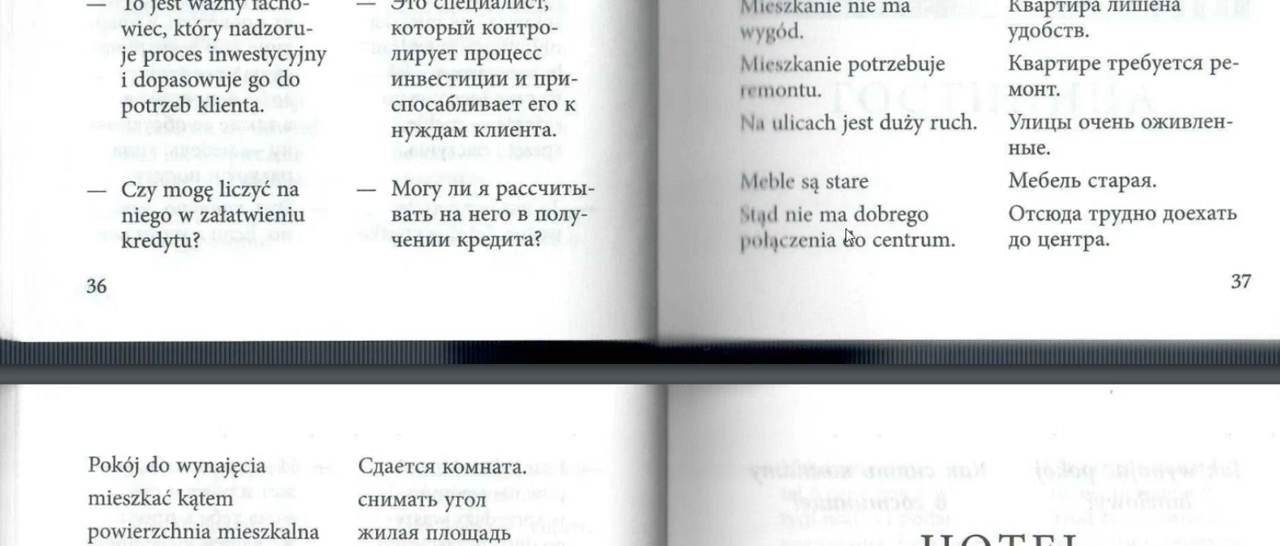 — To jest ważny facho-
wiec, który nadzoru-
je proces inwestycyjny
i dopasowuje go do
potrzeb klienta.
— Это специалист,
который контро-
лирует процесс
инвестиции и при-
спосабливает его к
нуждам клиента.
— Czy mogę liczyć na
niego w załatwieniu
kredytu?
— Могу ли я рассчиты-
вать на него в полу-
чении кредита?
36
Mieszkanie nie ma
wygód.
Квартира лишена
удобств.
Mieszkanie potrzebuje
remontu.
Квартире требуется ре-
монт.
Na ulicach jest duży ruch.
Улицы очень оживлен-
ные.
Meble są stare
Мебель старая.
Stąd nie ma dobrego
połączenia do centrum.
Отсюда трудно доехать
до центра.
37
Pokój do wynajęcia
Сдается комната.
mieszkać kątem
снимать угол
powierzchnia mieszkalna
жилая площадь
HOTEL